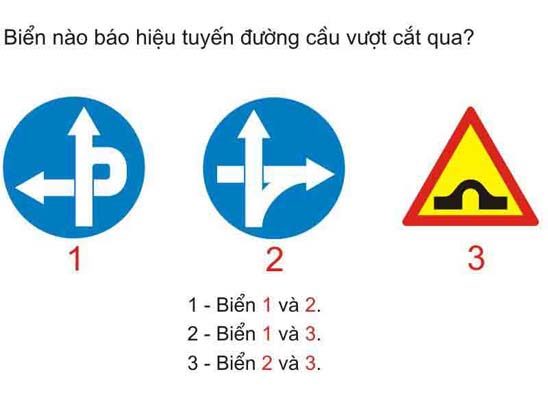 Biển nào báo hiệu tuyến đường cầu vượt cắt qua?
1 2 3
1 - Biển 1 và 2.
2 - Biển 1 và 3.
3 - Biển 2 và 3.